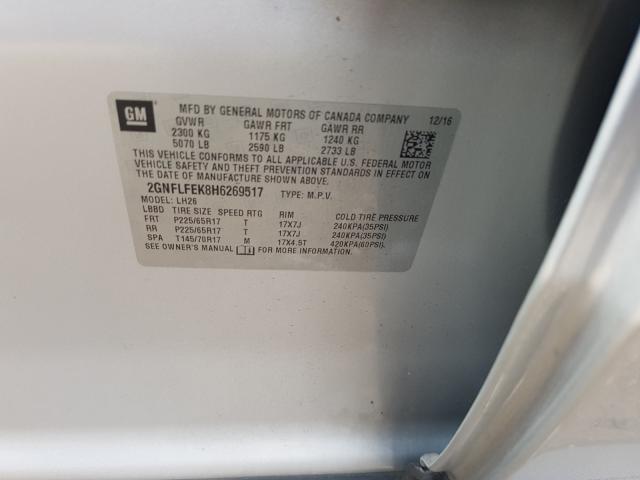 GM
MFD BY GENERAL MOTORS OF CANADA COMPANY 12/16
GVWR GAWR FRT GAWR RR
2300 KG 1175 KG 1240 KG
5070 LB 2590 LB 2733 LB
THIS VEHICLE CONFORMS TO ALL APPLICABLE U.S. FEDERAL MOTOR
VEHICLE SAFETY AND THEFT PREVENTION STANDARDS IN EFFECT ON
THE DATE OF MANUFACTURE SHOWN ABOVE.
2GNFLFEK8H6269517 TYPE: M.P.V.
MODEL: LH26
LBBD TIRE SIZE SPEED RTG RIM COLD TIRE PRESSURE
FRT P225/65R17 T 17X7J 240KPA(35PSI)
RR P225/65R17 T 17X7J 240KPA(35PSI)
SPA T145/70R17 M 17X4.5T 420KPA(60PSI).
SEE OWNER'S MANUAL FOR MORE INFORMATION.